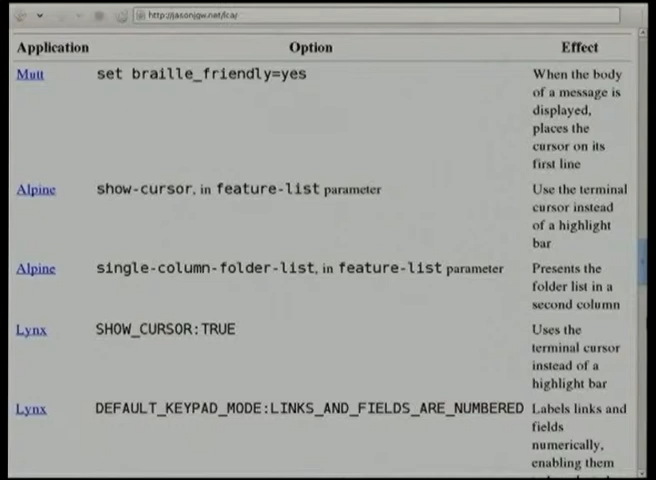 http://jasonjgw.net/lca/
Application Option Effect
Mutt set braille_friendly=yes When the body
of a message is
displayed,
places the
cursor on its
first line
Alpine show-cursor, in feature-list parameter Use the terminal
cursor instead
of a highlight
bar
Alpine single-column-folder-list, in feature-list parameter Presents the
folder list in a
second column
Lynx SHOW_CURSOR:TRUE Uses the
terminal cursor
instead of a
highlight bar
Lynx DEFAULT_KEYPAD_MODE:LINKS_AND_FIELDS_ARE_NUMBERED Labels links and
fields
numerically,
enabling them